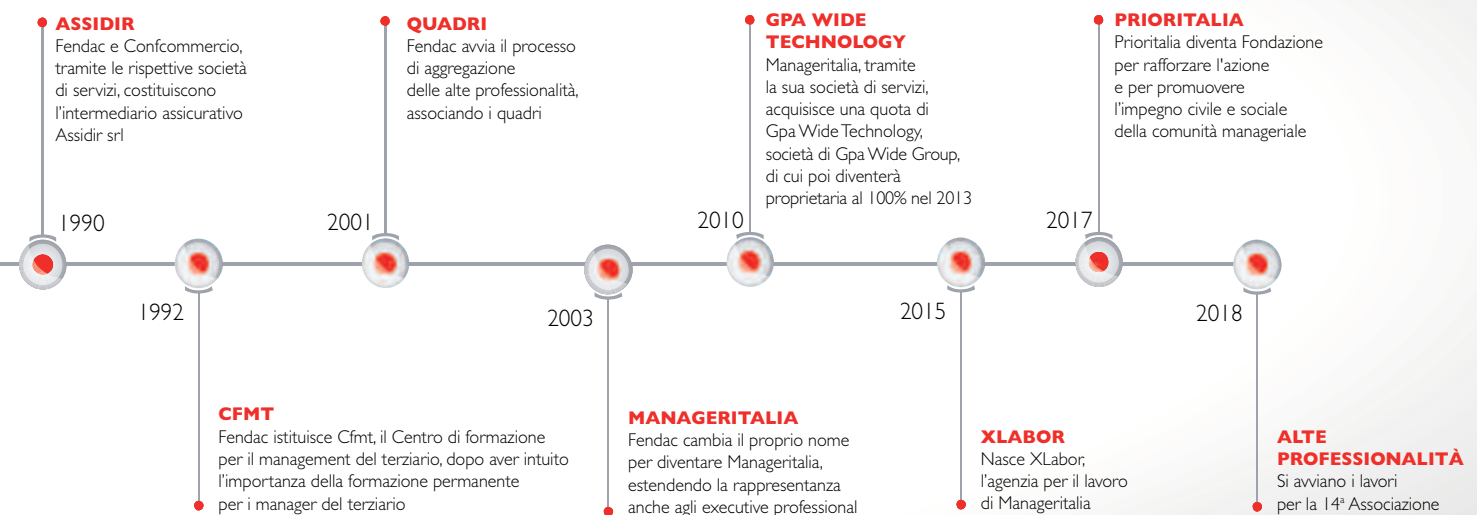 ASSIDIR
Fendac e Confcommercio,
tramite le rispettive società
di servizi, costituiscono
l'intermediario assicurativo
Assidir srl
1990
1992
CFMT
Fendac istituisce Cfmt, il Centro di formazione
per il management del terziario, dopo aver intuito
l'importanza della formazione permanente
per i manager del terziario
QUADRI
Fendac avvia il processo
di aggregazione
delle alte professionalità,
associando i quadri
2001
2003
MANAGERITALIA
Fendac cambia il proprio nome
per diventare Manageritalia,
estendendo la rappresentanza
anche agli executive professional
GPA WIDE
TECHNOLOGY
Manageritalia, tramite
la sua società di servizi,
acquisisce una quota di
Gpa Wide Technology,
società di Gpa Wide Group,
di cui poi diventerà
proprietaria al 100% nel 2013
2010
2015
XLABOR
Nasce XLabor,
l'agenzia per il lavoro
di Manageritalia
PRIORITALIA
Prioritalia diventa Fondazione
per rafforzare l'azione
e per promuovere
l'impegno civile e sociale
della comunità manageriale
2017
2018
ALTE
PROFESSIONALITÀ
Si avviano i lavori
per la 14ª Associazione